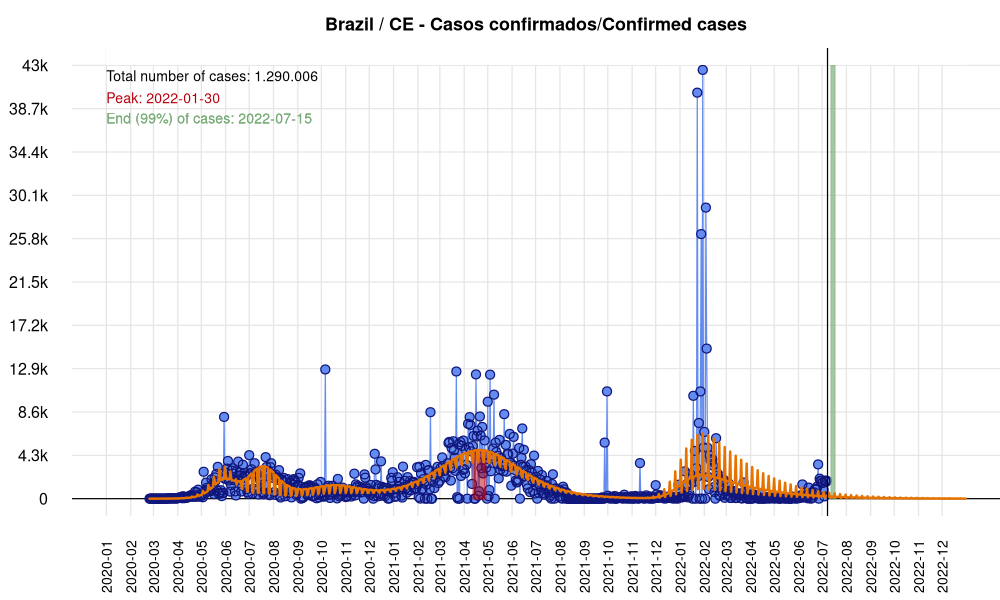 Brazil / CE - Casos confirmados/Confirmed cases
Total number of cases: 1.290.006
Peak: 2022-01-30
End (99%) of cases: 2022-07-15
43k
38.7k
34.4k
30.1k
25.8k
21.5k
17.2k
12.9k
8.6k
4.3k
0
2020-01
2020-02
2020-03
2020-04
2020-05
2020-06
2020-07
2020-08
2020-09
2020-10
2020-11
2020-12
2021-01
2021-02
2021-03
2021-04
2021-05
2021-06
2021-07
2021-08
2021-09
2021-10
2021-11
2021-12
2022-01
2022-02
2022-03
2022-04
2022-05
2022-06
2022-07
2022-08
2022-09
2022-10
2022-11
2022-12